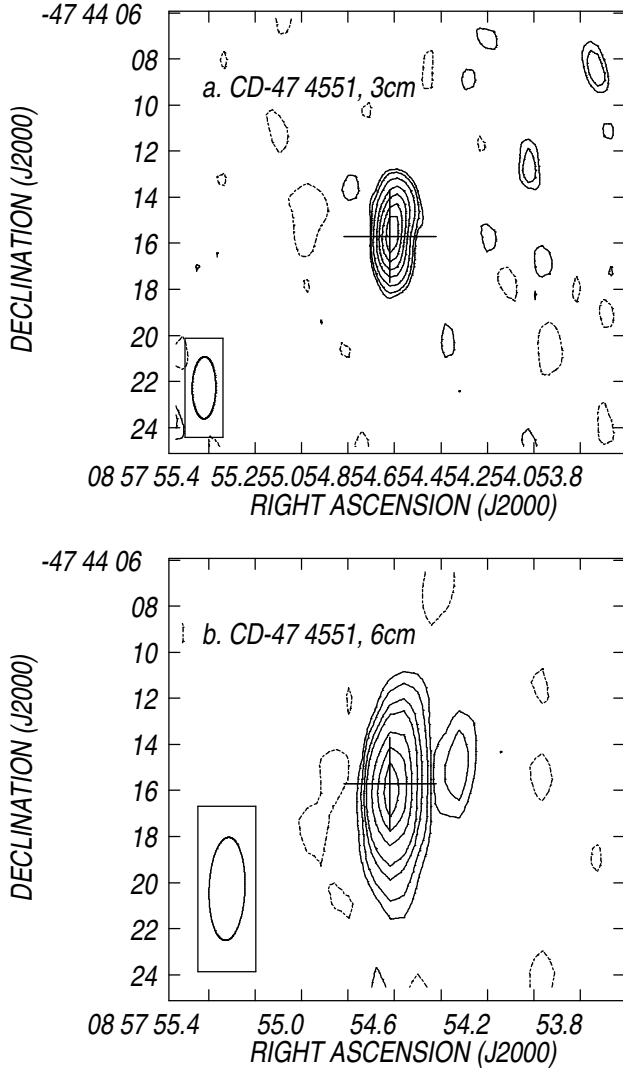 -47 44 06
08
10
12
14
16
18
20
22
24
DECLINATION (J2000)
a. CD-47 4551, 3cm
08 57 55.4 55.255.054.854.654.454.254.053.8
RIGHT ASCENSION (J2000)
-47 44 06
08
10
12
14
16
18
20
22
24
DECLINATION (J2000)
b. CD-47 4551, 6cm
08 57 55.4 55.0 54.6 54.2 53.8
RIGHT ASCENSION (J2000)